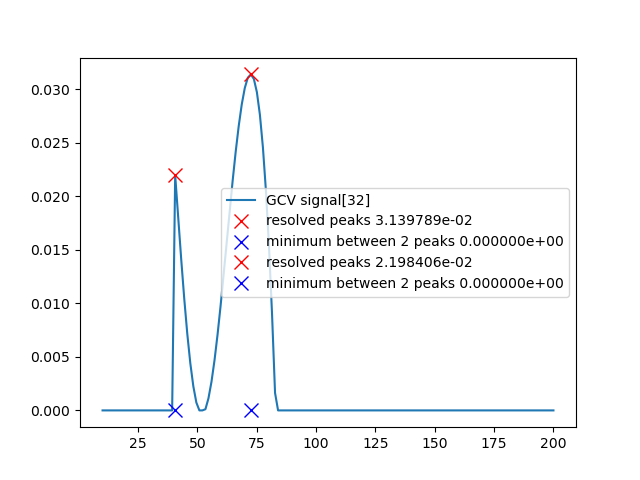 0.030
0.025
0.020
0.015
0.010
0.005
0.000
GCV signal[32]
resolved peaks 3.139789e-02
minimum between 2 peaks 0.000000e+00
resolved peaks 2.198406e-02
minimum between 2 peaks 0.000000e+00
25 50 75 100 125 150 175 200